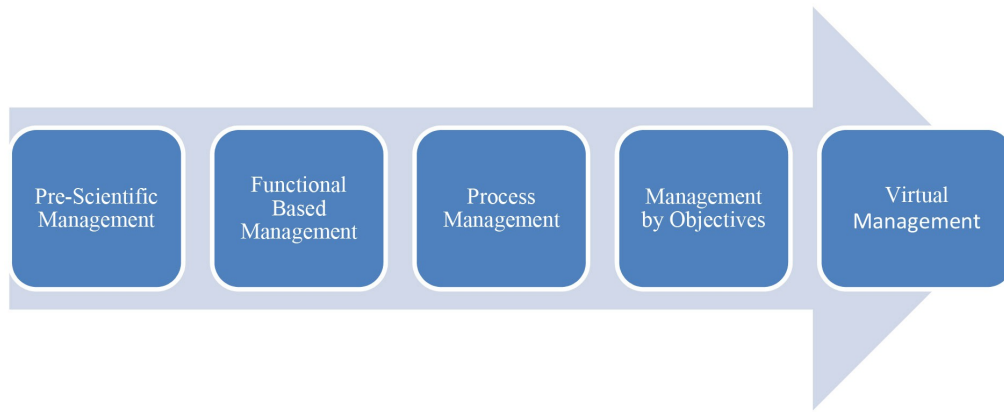 Pre-Scientific
Management
Functional
Based
Management
Process
Management
Management
by Objectives
Virtual
Management